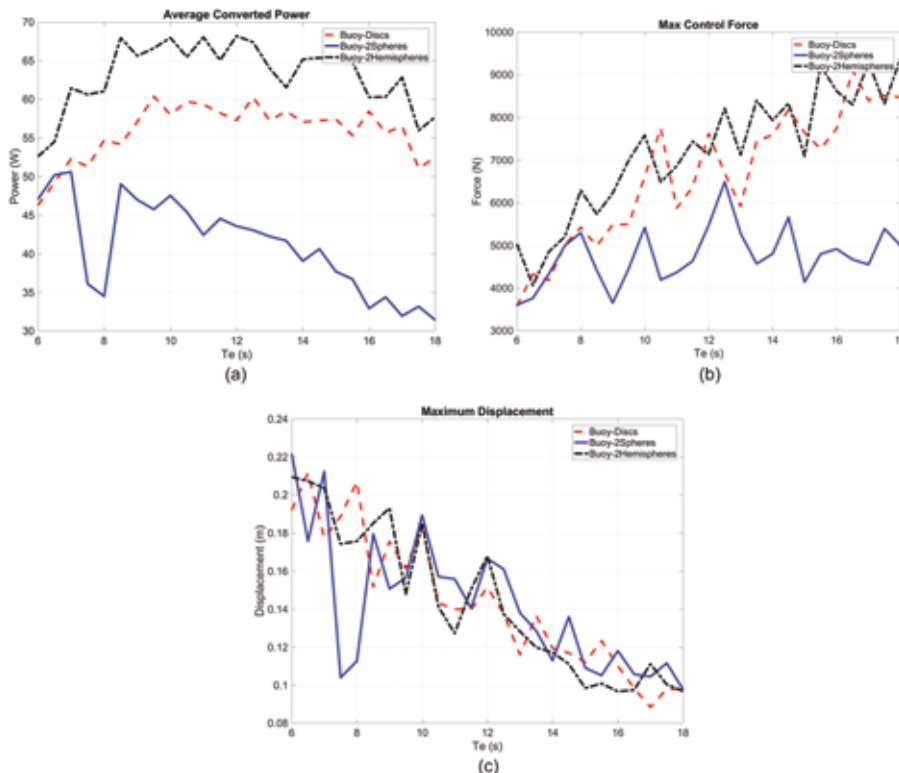 Average Converted Power
70
65
60
55
50
45
40
35
30
Power (W)
Buoy-Discs
Buoy-2Spheres
Buoy-2Hemispheres
6 8 10 12 14 16 18
Te (s)
(a)
Max Control Force
10000
9000
8000
7000
6000
5000
4000
3000
Force (N)
Buoy-Discs
Buoy-2Spheres
Buoy-2Hemispheres
6 8 10 12 14 16 18
Te (s)
(b)
Maximum Displacement
0.24
0.22
0.2
0.18
0.16
0.14
0.12
0.1
0.08
Displacement (m)
Buoy-Discs
Buoy-2Spheres
Buoy-2Hemispheres
6 8 10 12 14 16 18
Te (s)
(c)